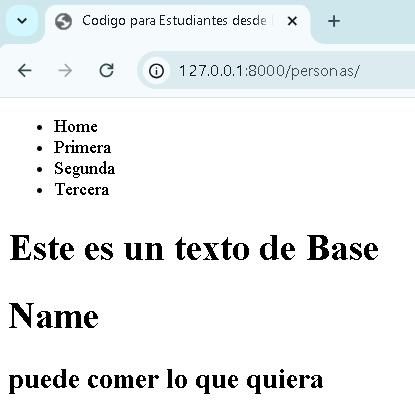 Codigo para Estudiantes desde
127.0.0.1:8000/personas/
Home
Primera
Segunda
Tercera
Este es un texto de Base
Name
puede comer lo que quiera